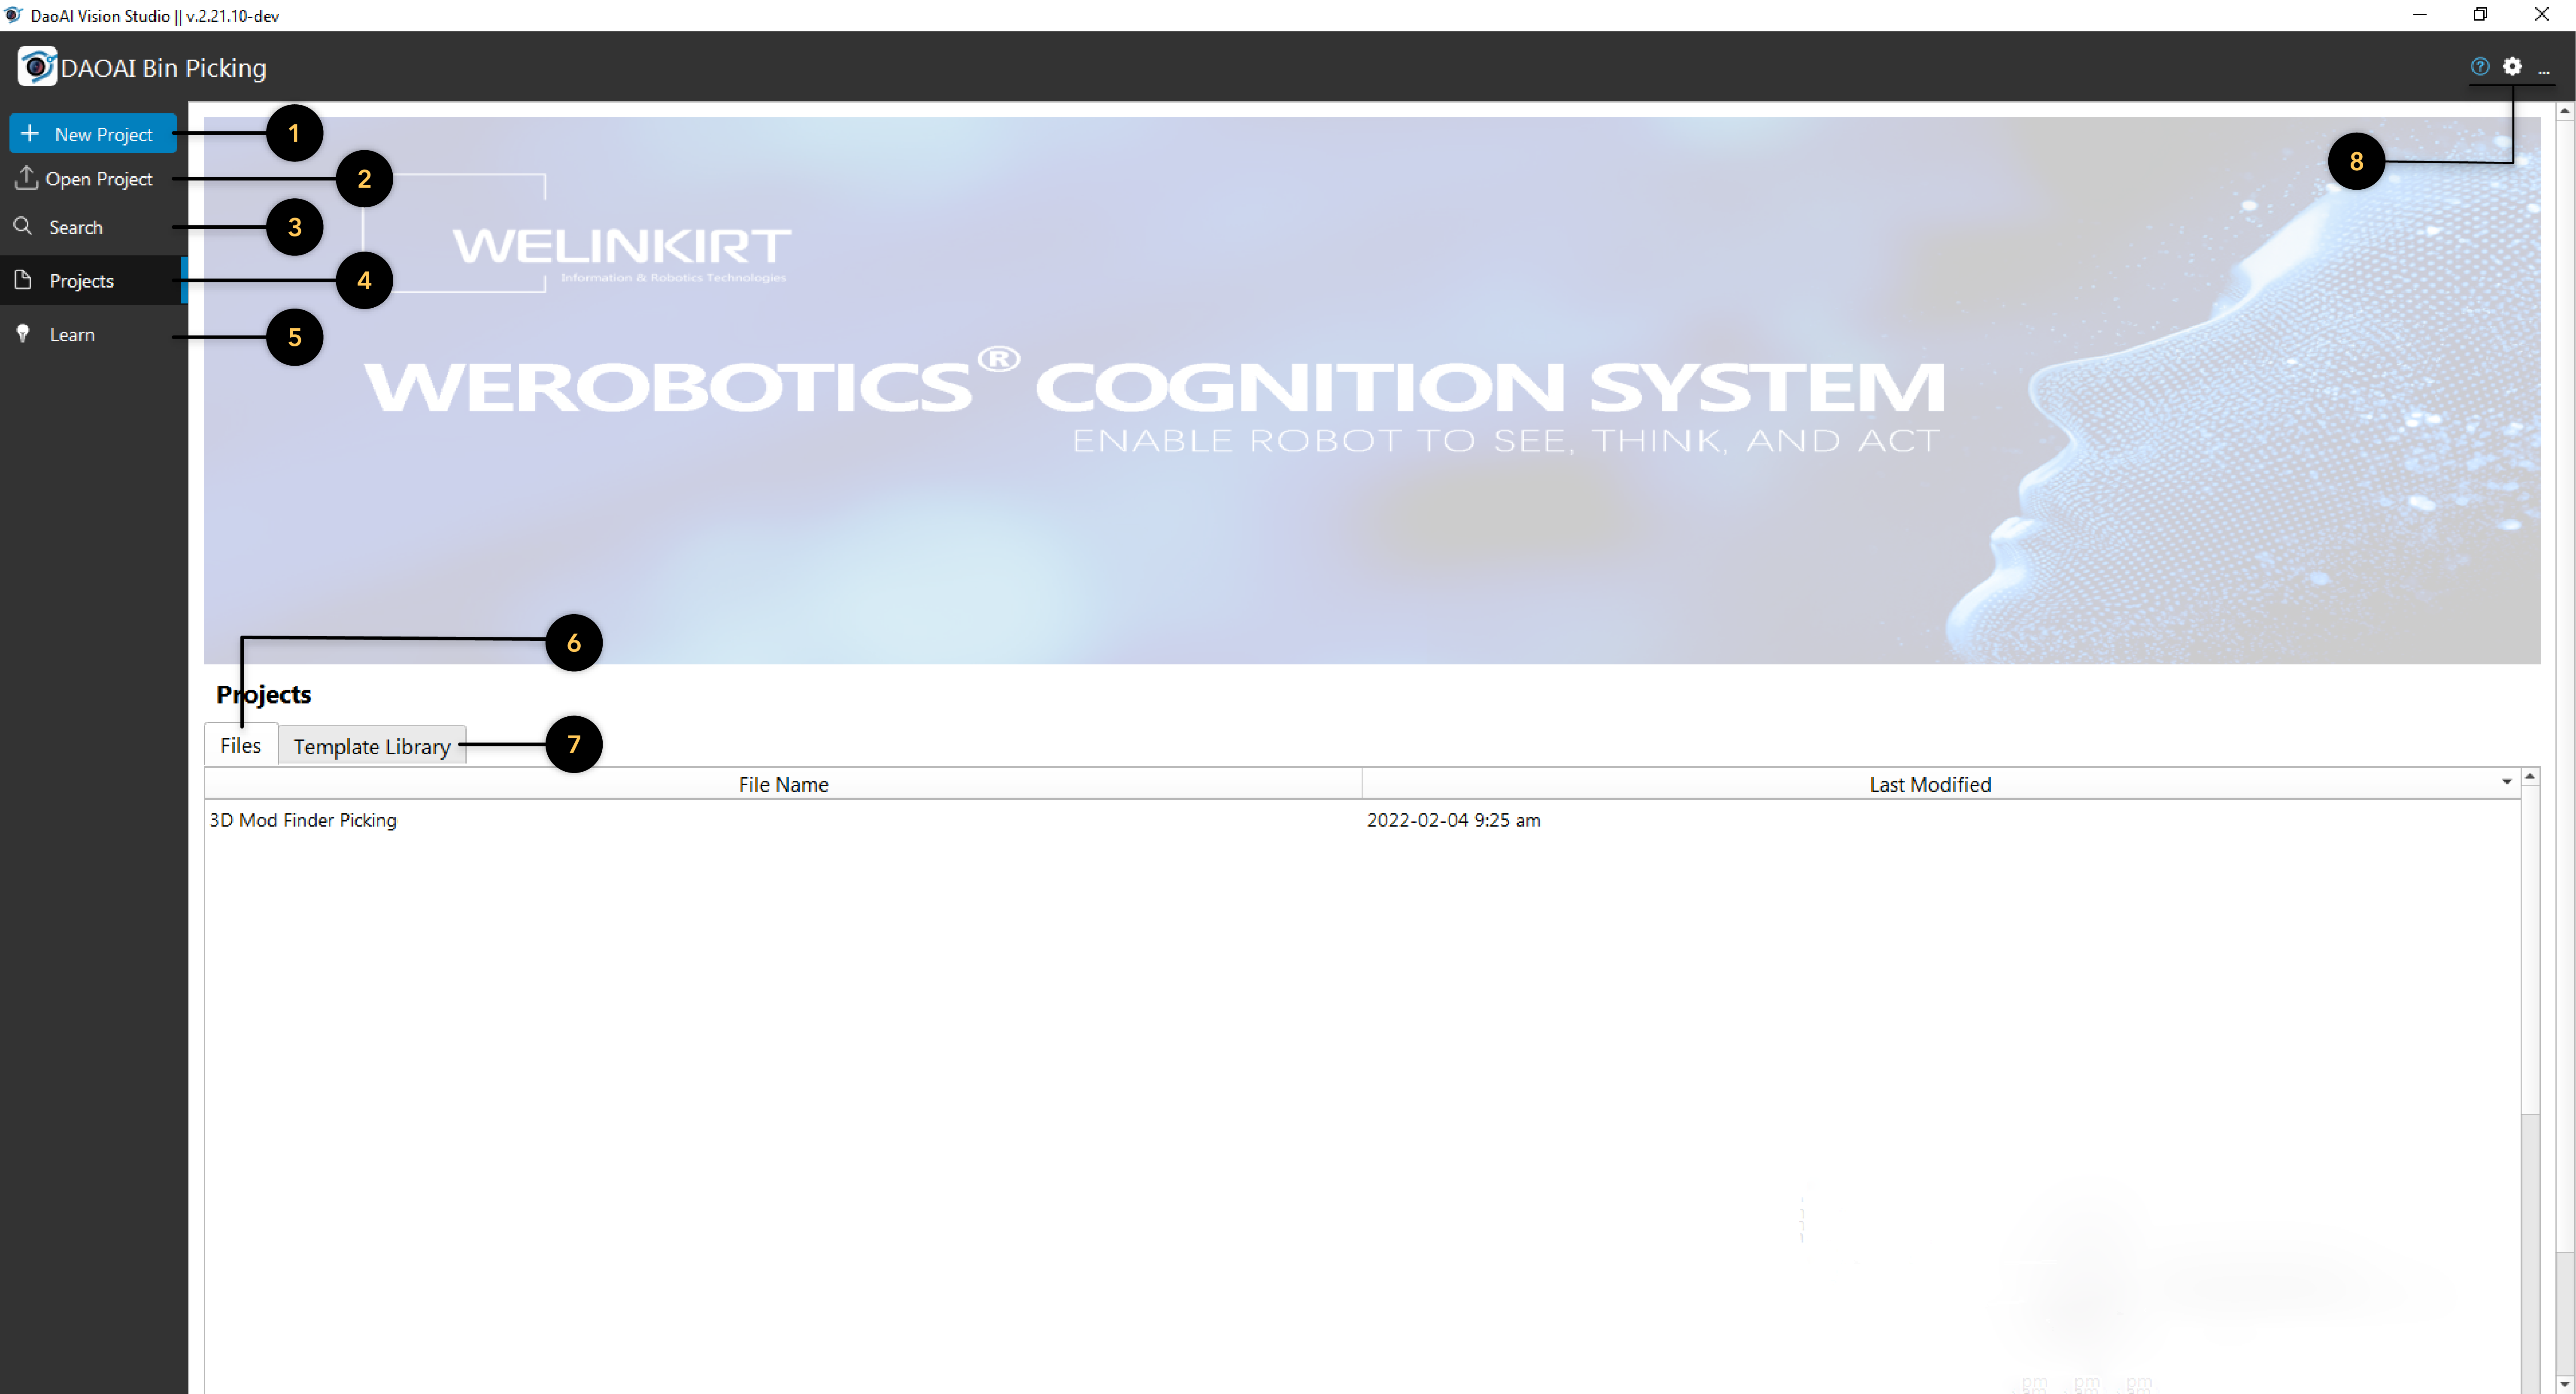 DaoAI Vision Studio || v.2.21.10-dev
DAOAI Bin Picking
...
New Project
1
Open Project
2
Search
3
Projects
4
Learn
5
8
WELINKIRT
Information & Robotics Technologies
WEROBOTICS® COGNITION SYSTEM
ENABLE ROBOT TO SEE, THINK, AND ACT
6
Projects
Files
Template Library
7
File Name
Last Modified
3D Mod Finder Picking
2022-02-04 9:25 am